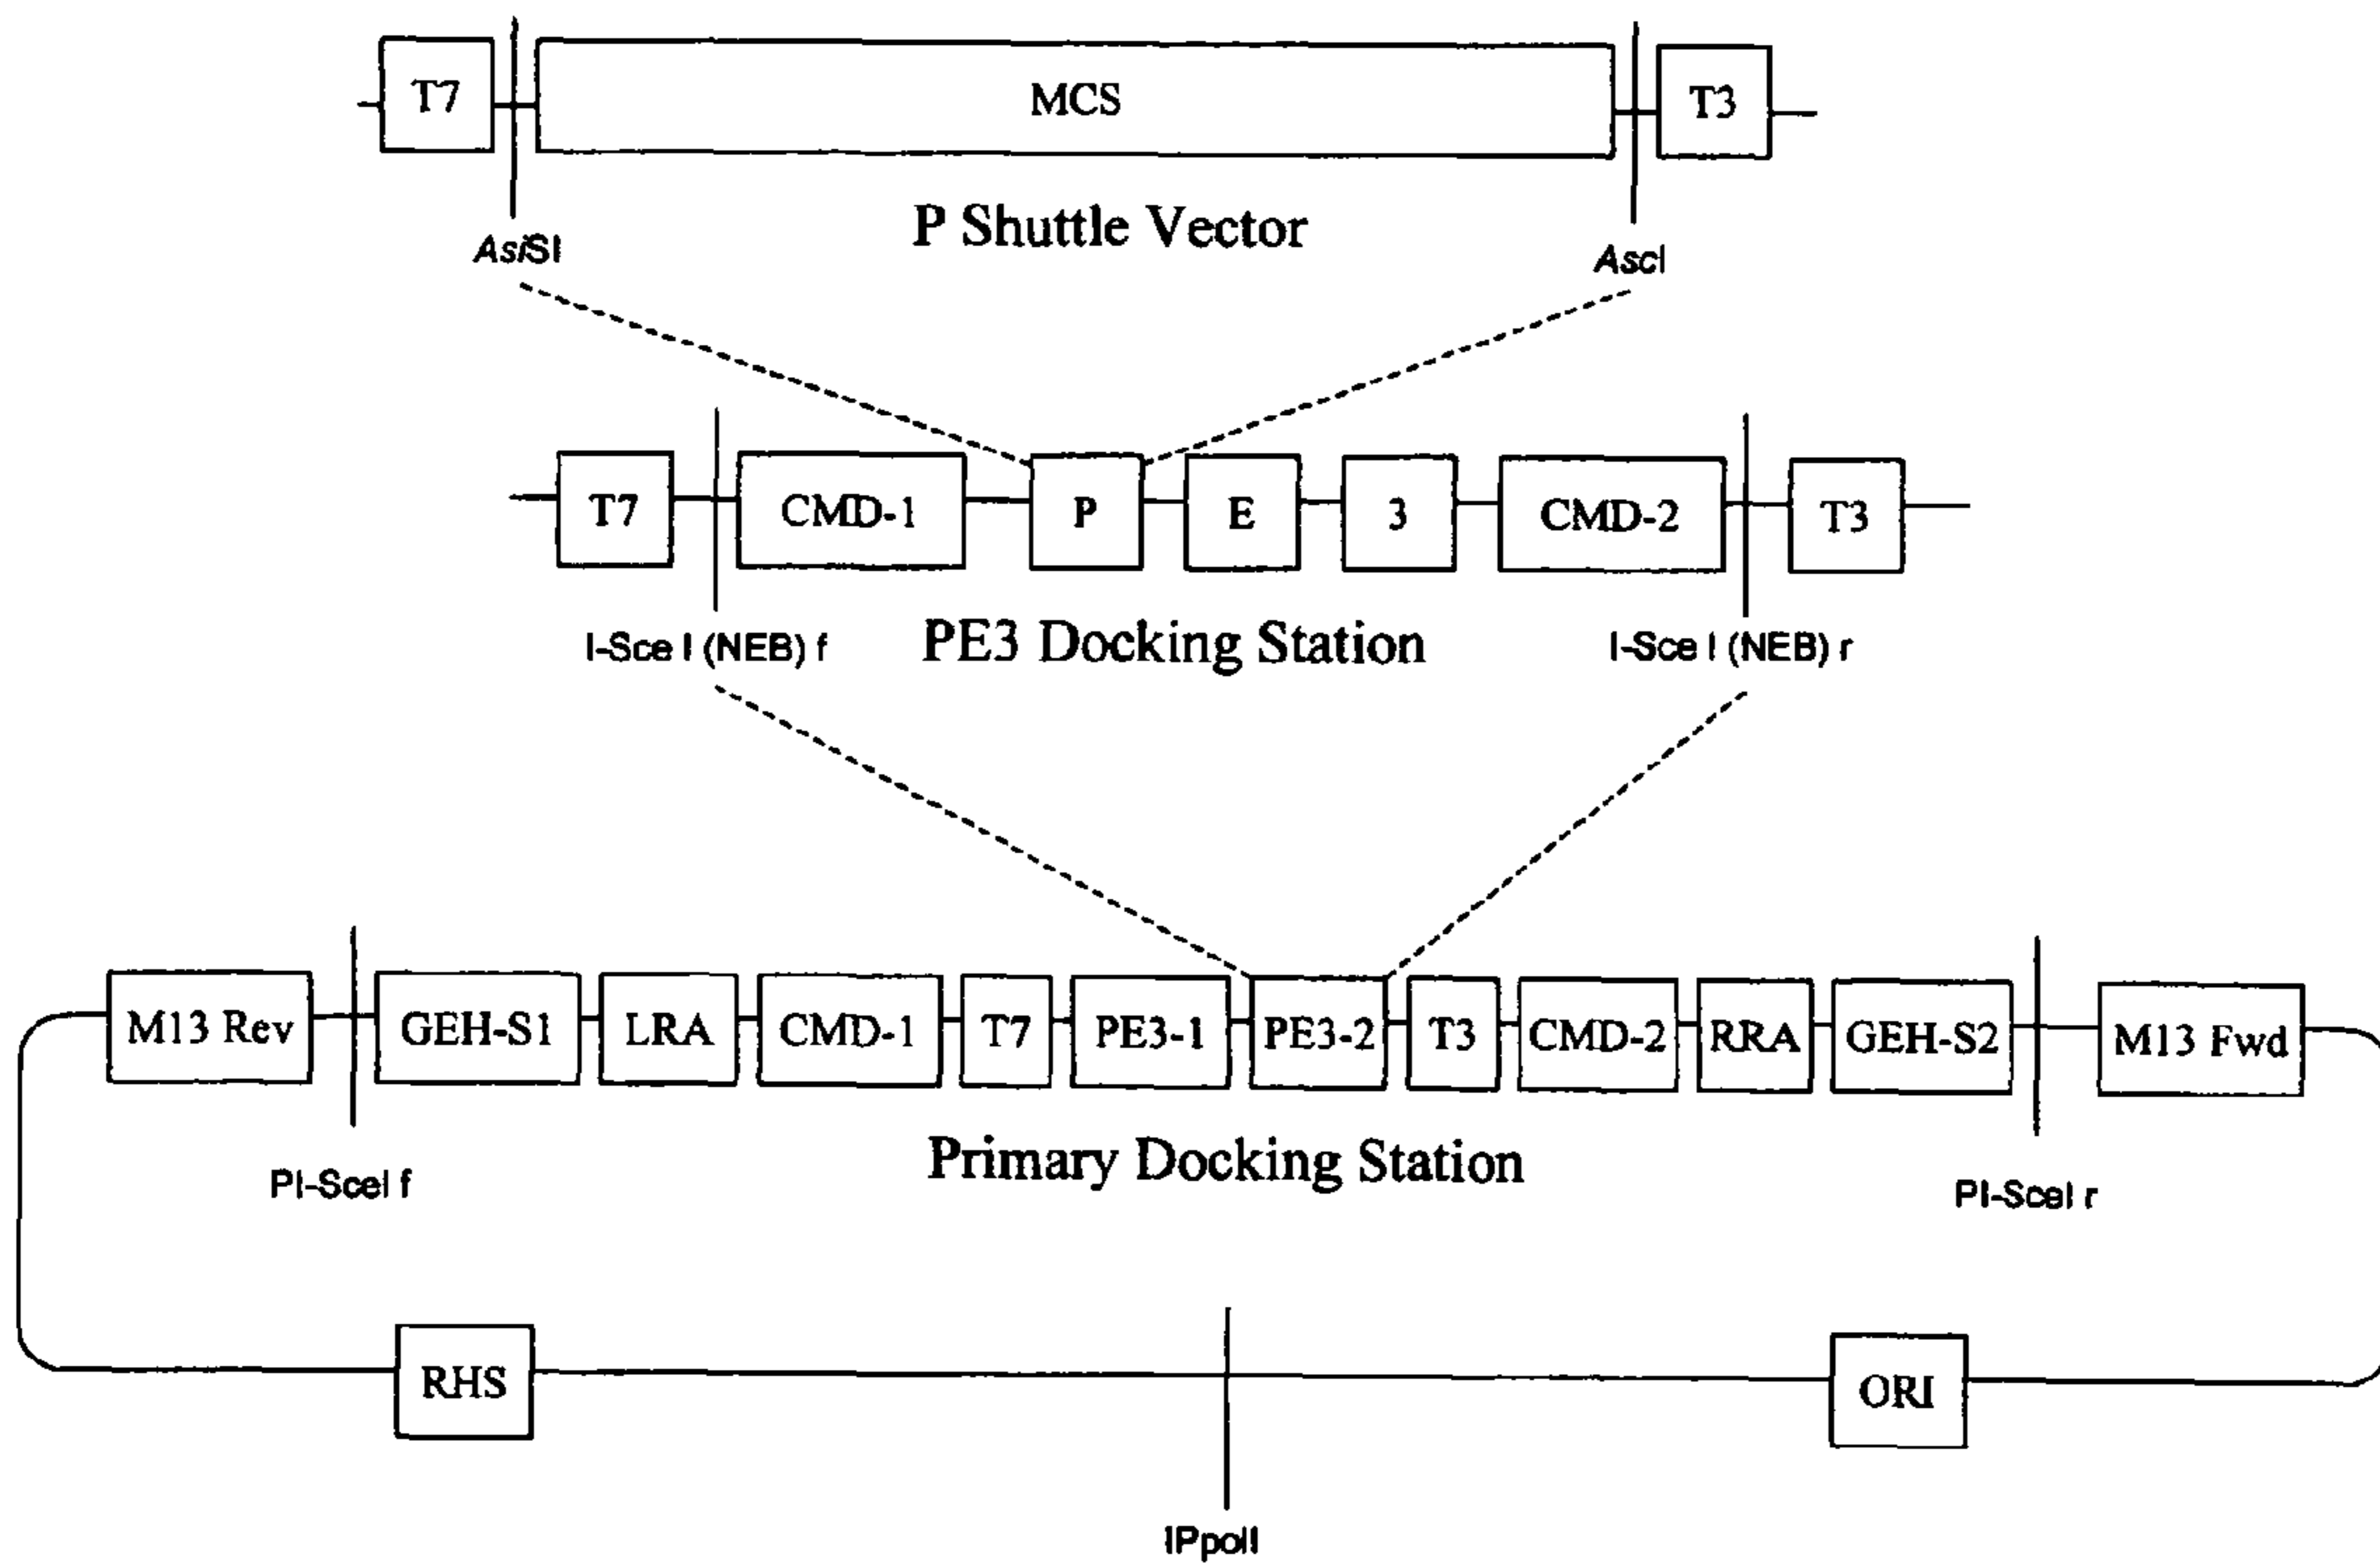 T7 MCS T3
P Shuttle Vector
AsiSI AscI
T7 CMD-1 P E 3 CMD-2 T3
I-Sce I (NEB) f PE3 Docking Station I-Sce I (NEB) r
M13 Rev GEH-S1 LRA CMD-1 T7 PE3-1 PE3-2 T3 CMD-2 RRA GEH-S2 M13 Fwd
Primary Docking Station
PI-SceI f PI-SceI r
RHS ORI
IPpoII